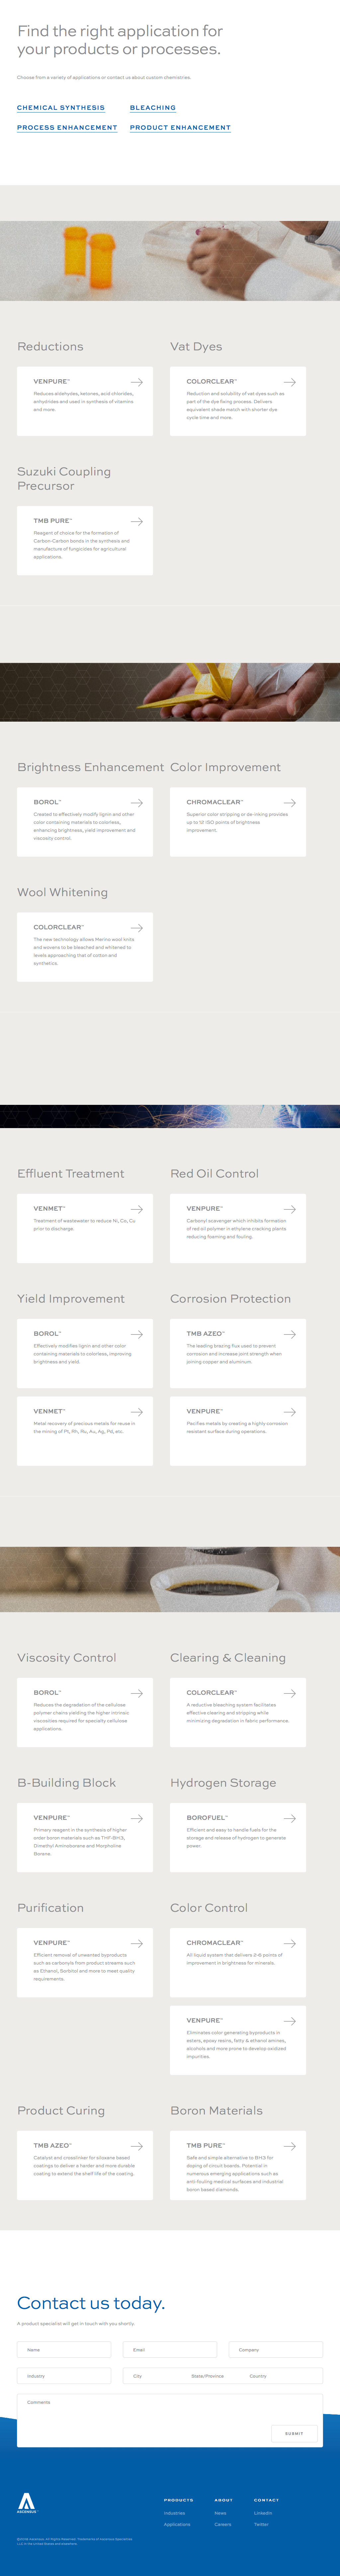 Find the right application for
your products or processes.
Choose from a variety of applications or contact us about custom chemistries.
CHEMICAL SYNTHESIS
BLEACHING
PROCESS ENHANCEMENT
PRODUCT ENHANCEMENT
Reductions
VENPURE™
Reduces aldehydes, ketones, acid chlorides,
anhydrides and used in synthesis of vitamins
and more.
Vat Dyes
COLORCLEAR™
Reduction and solubility of vat dyes such as
part of the dye fixing process. Delivers
equivalent shade match with shorter dye
cycle time and more.
Suzuki Coupling
Precursor
TMB PURE™
Reagent of choice for the formation of
Carbon-Carbon bonds in the synthesis and
manufacture of fungicides for agricultural
applications.
Brightness Enhancement
BOROL™
Created to effectively modify lignin and other
color containing materials to colorless,
enhancing brightness, yield improvement and
viscosity control.
Color Improvement
CHROMACLEAR™
Superior color-stripping or de-inking provides
up to 12 ISO points of brightness
improvement.
Wool Whitening
COLORCLEAR™
The new technology allows Merino wool knits
and wovens to be bleached and whitened to
levels approaching that of cotton and
synthetics.
Effluent Treatment
VENMET™
Treatment of wastewater to reduce Ni, Co, Cu
prior to discharge.
Red Oil Control
VENPURE™
Carbonyl scavenger which inhibits formation
of red oil polymer in ethylene cracking plants
reducing foaming and fouling.
Yield Improvement
BOROL™
Effectively modifies lignin and other color
containing materials to colorless, improving
brightness and yield.
VENMET™
Metal recovery of precious metals for reuse in
the mining of Pt, Rh, Ru, Au, Ag, Pd, etc.
Corrosion Protection
TMB AZEO™
The leading brazing flux used to prevent
corrosion and increase joint strength when
joining copper and aluminum.
VENPURE™
Pacifies metals by creating a highly corrosion
resistant surface during operations.
Viscosity Control
BOROL™
Reduces the degradation of the cellulose
polymer chains yielding the higher intrinsic
viscosities required for specialty cellulose
applications.
Clearing & Cleaning
COLORCLEAR™
A reductive bleaching system facilitates
effective clearing and stripping while
minimizing degradation in fabric performance.
B-Building Block
VENPURE™
Primary reagent in the synthesis of higher
order boron materials such as THF-BH3,
Dimethyl Aminoborane and Morpholine
Borane.
Hydrogen Storage
BOROFUEL™
Efficient and easy to handle fuels for the
storage and release of hydrogen to generate
power.
Purification
VENPURE™
Efficient removal of unwanted byproducts
such as carbonyls from product streams such
as Ethanol, Sorbitol and more to meet quality
requirements.
Color Control
CHROMACLEAR™
All-liquid system that delivers 2-6 points of
improvement in brightness for minerals.
VENPURE™
Eliminates color generating byproducts in
esters, epoxy resins, fatty & ethanol amines,
alcohols and more prone to develop oxidized
impurities.
Product Curing
TMB AZEO™
Catalyst and crosslinker for siloxane based
coatings to deliver a harder and more durable
coating to extend the shelf life of the coating.
Boron Materials
TMB PURE™
Safe and simple alternative to BH3 for
doping of circuit boards. Potential in
numerous emerging applications such as
anti-fouling medical surfaces and industrial
boron based diamonds.
Contact us today.
A product specialist will get in touch with you shortly.
Name
Email
Company
Industry
City
State/Province
Country
Comments
SUBMIT
ASCENSUS
PRODUCTS
Industries
Applications
ABOUT
News
Careers
CONTACT
LinkedIn
Twitter
©2018 Ascensus. All Rights Reserved. Trademarks of Ascensus Specialties
LLC in the United States and elsewhere.